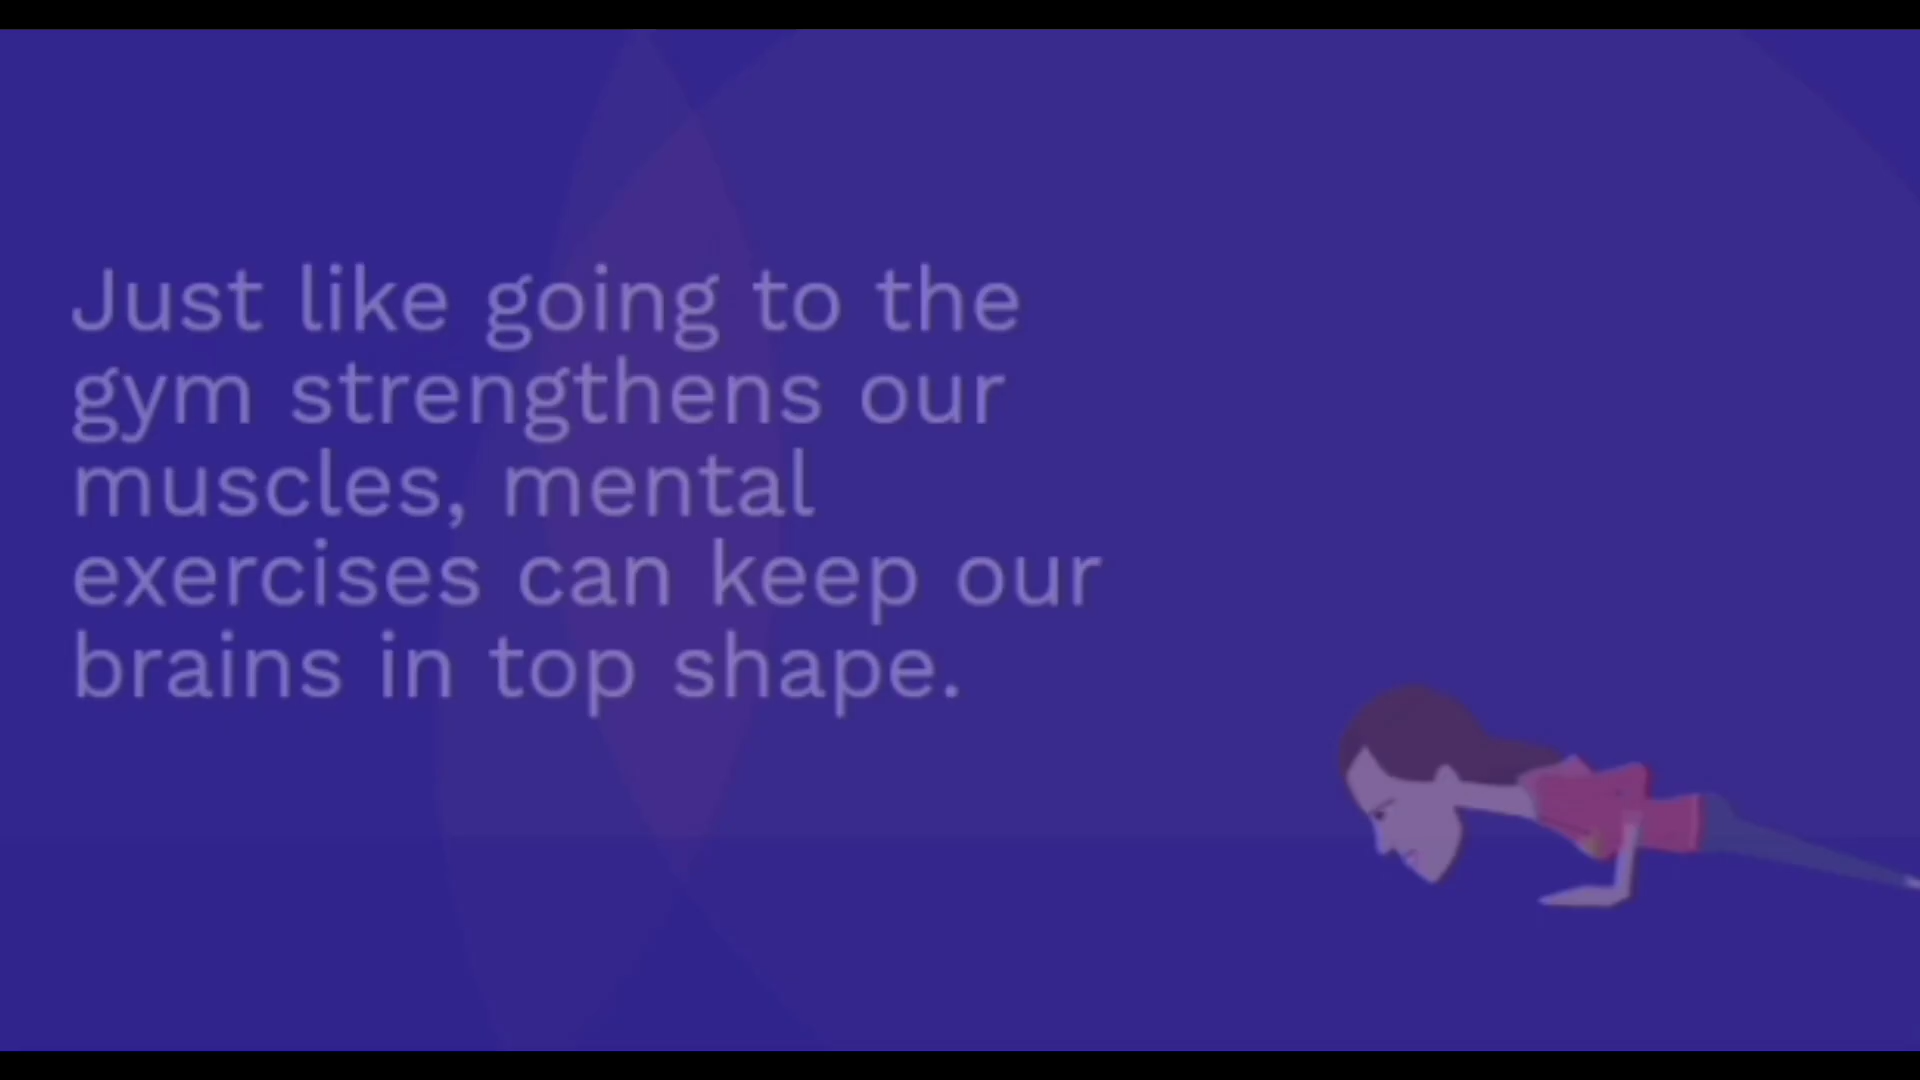 Just like going to the
gym strengthens our
muscles, mental
exercises can keep our
brains in top shape.